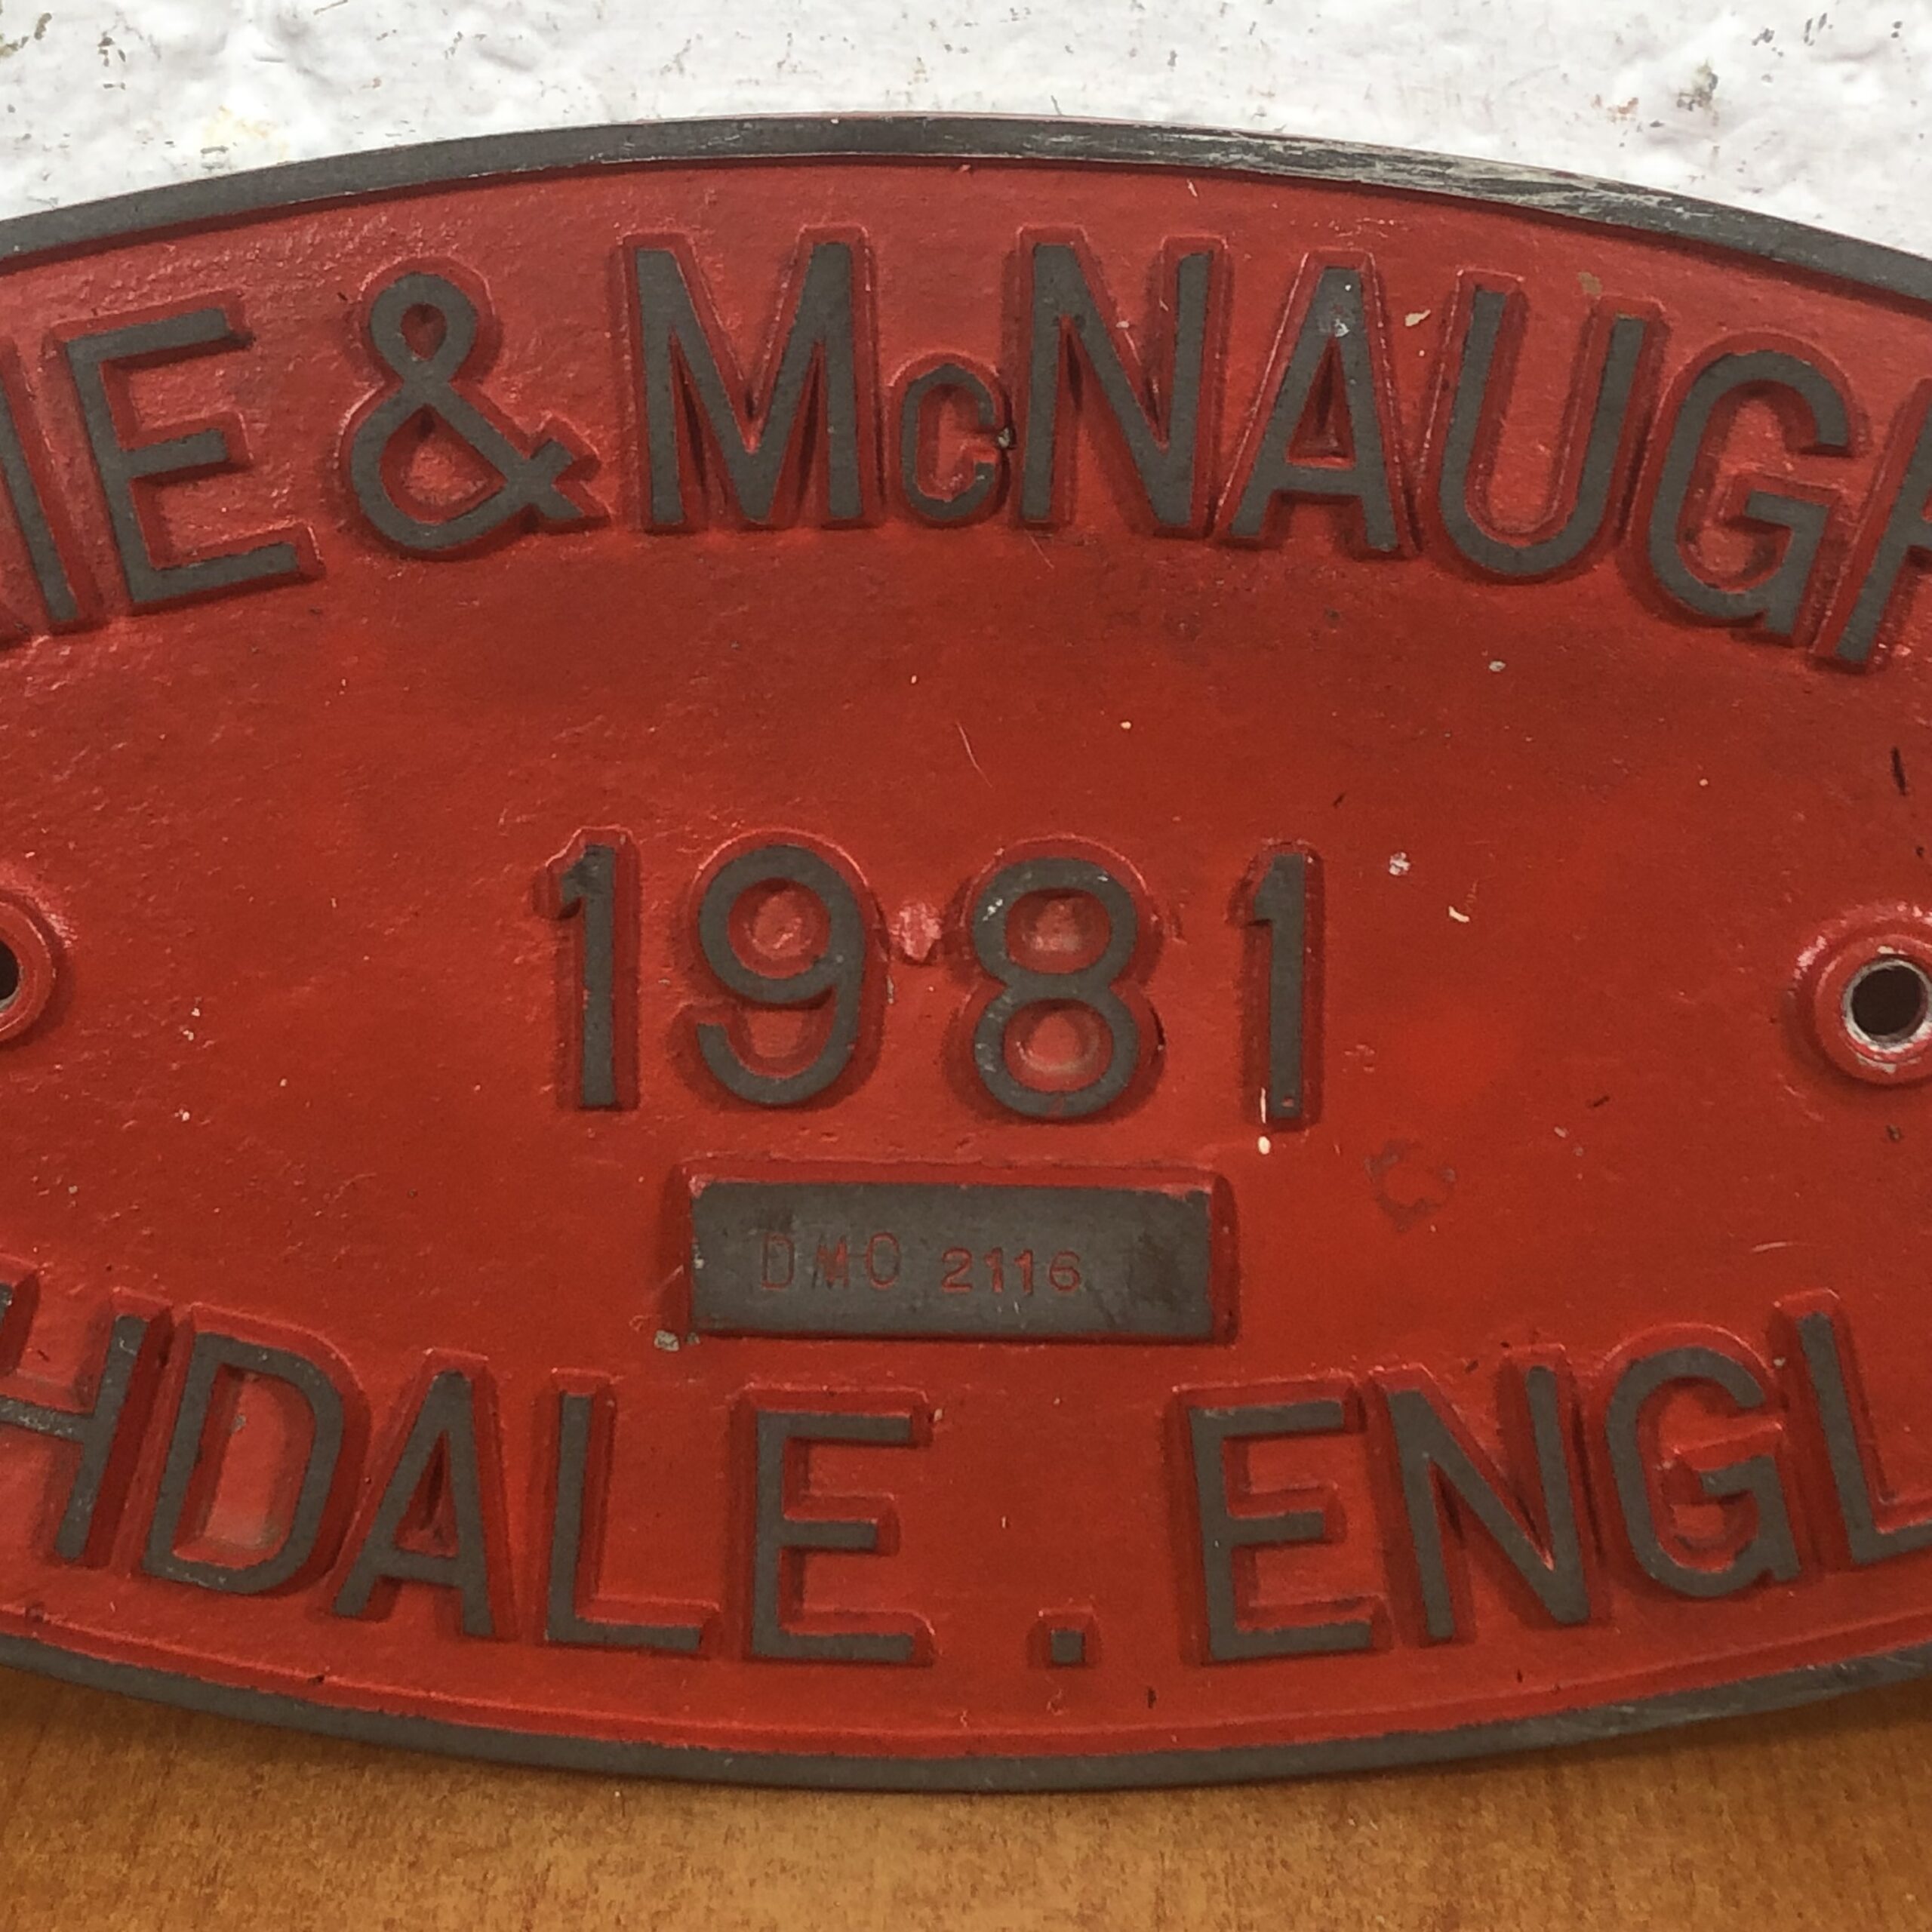 IE & McNAUGH
1981
DMO 2116
HDALE . ENGL